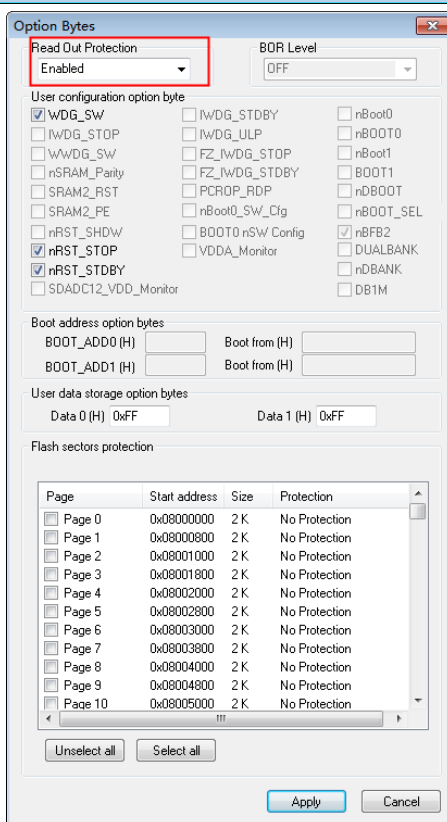 Option Bytes
Read Out Protection BOR Level
Enabled OFF
User configuration option byte
WDG_SW IWDG_STDBY nBoot0
IWDG_STOP IWDG_ULP nBOOT0
WWDG_SW FZ_IWDG_STOP nBoot1
nSRAM_Parity FZ_IWDG_STDBY BOOT1
SRAM2_RST PCROP_RDP nDBOOT
SRAM2_PE nBoot0_SW_Cfg nBOOT_SEL
nRST_SHDW BOOT0 nSW Config nBFB2
nRST_STOP VDDA_Monitor DUALBANK
nRST_STDBY nDBANK
SDADC12_VDD_Monitor DB1M
Boot address option bytes
BOOT_ADD0 (H) Boot from (H)
BOOT_ADD1 (H) Boot from (H)
User data storage option bytes
Data 0 (H) 0xFF Data 1 (H) 0xFF
Flash sectors protection
Page Start address Size Protection
Page 0 0x08000000 2 K No Protection
Page 1 0x08000800 2 K No Protection
Page 2 0x08001000 2 K No Protection
Page 3 0x08001800 2 K No Protection
Page 4 0x08002000 2 K No Protection
Page 5 0x08002800 2 K No Protection
Page 6 0x08003000 2 K No Protection
Page 7 0x08003800 2 K No Protection
Page 8 0x08004000 2 K No Protection
Page 9 0x08004800 2 K No Protection
Page 10 0x08005000 2 K No Protection
Unselect all Select all
Apply Cancel